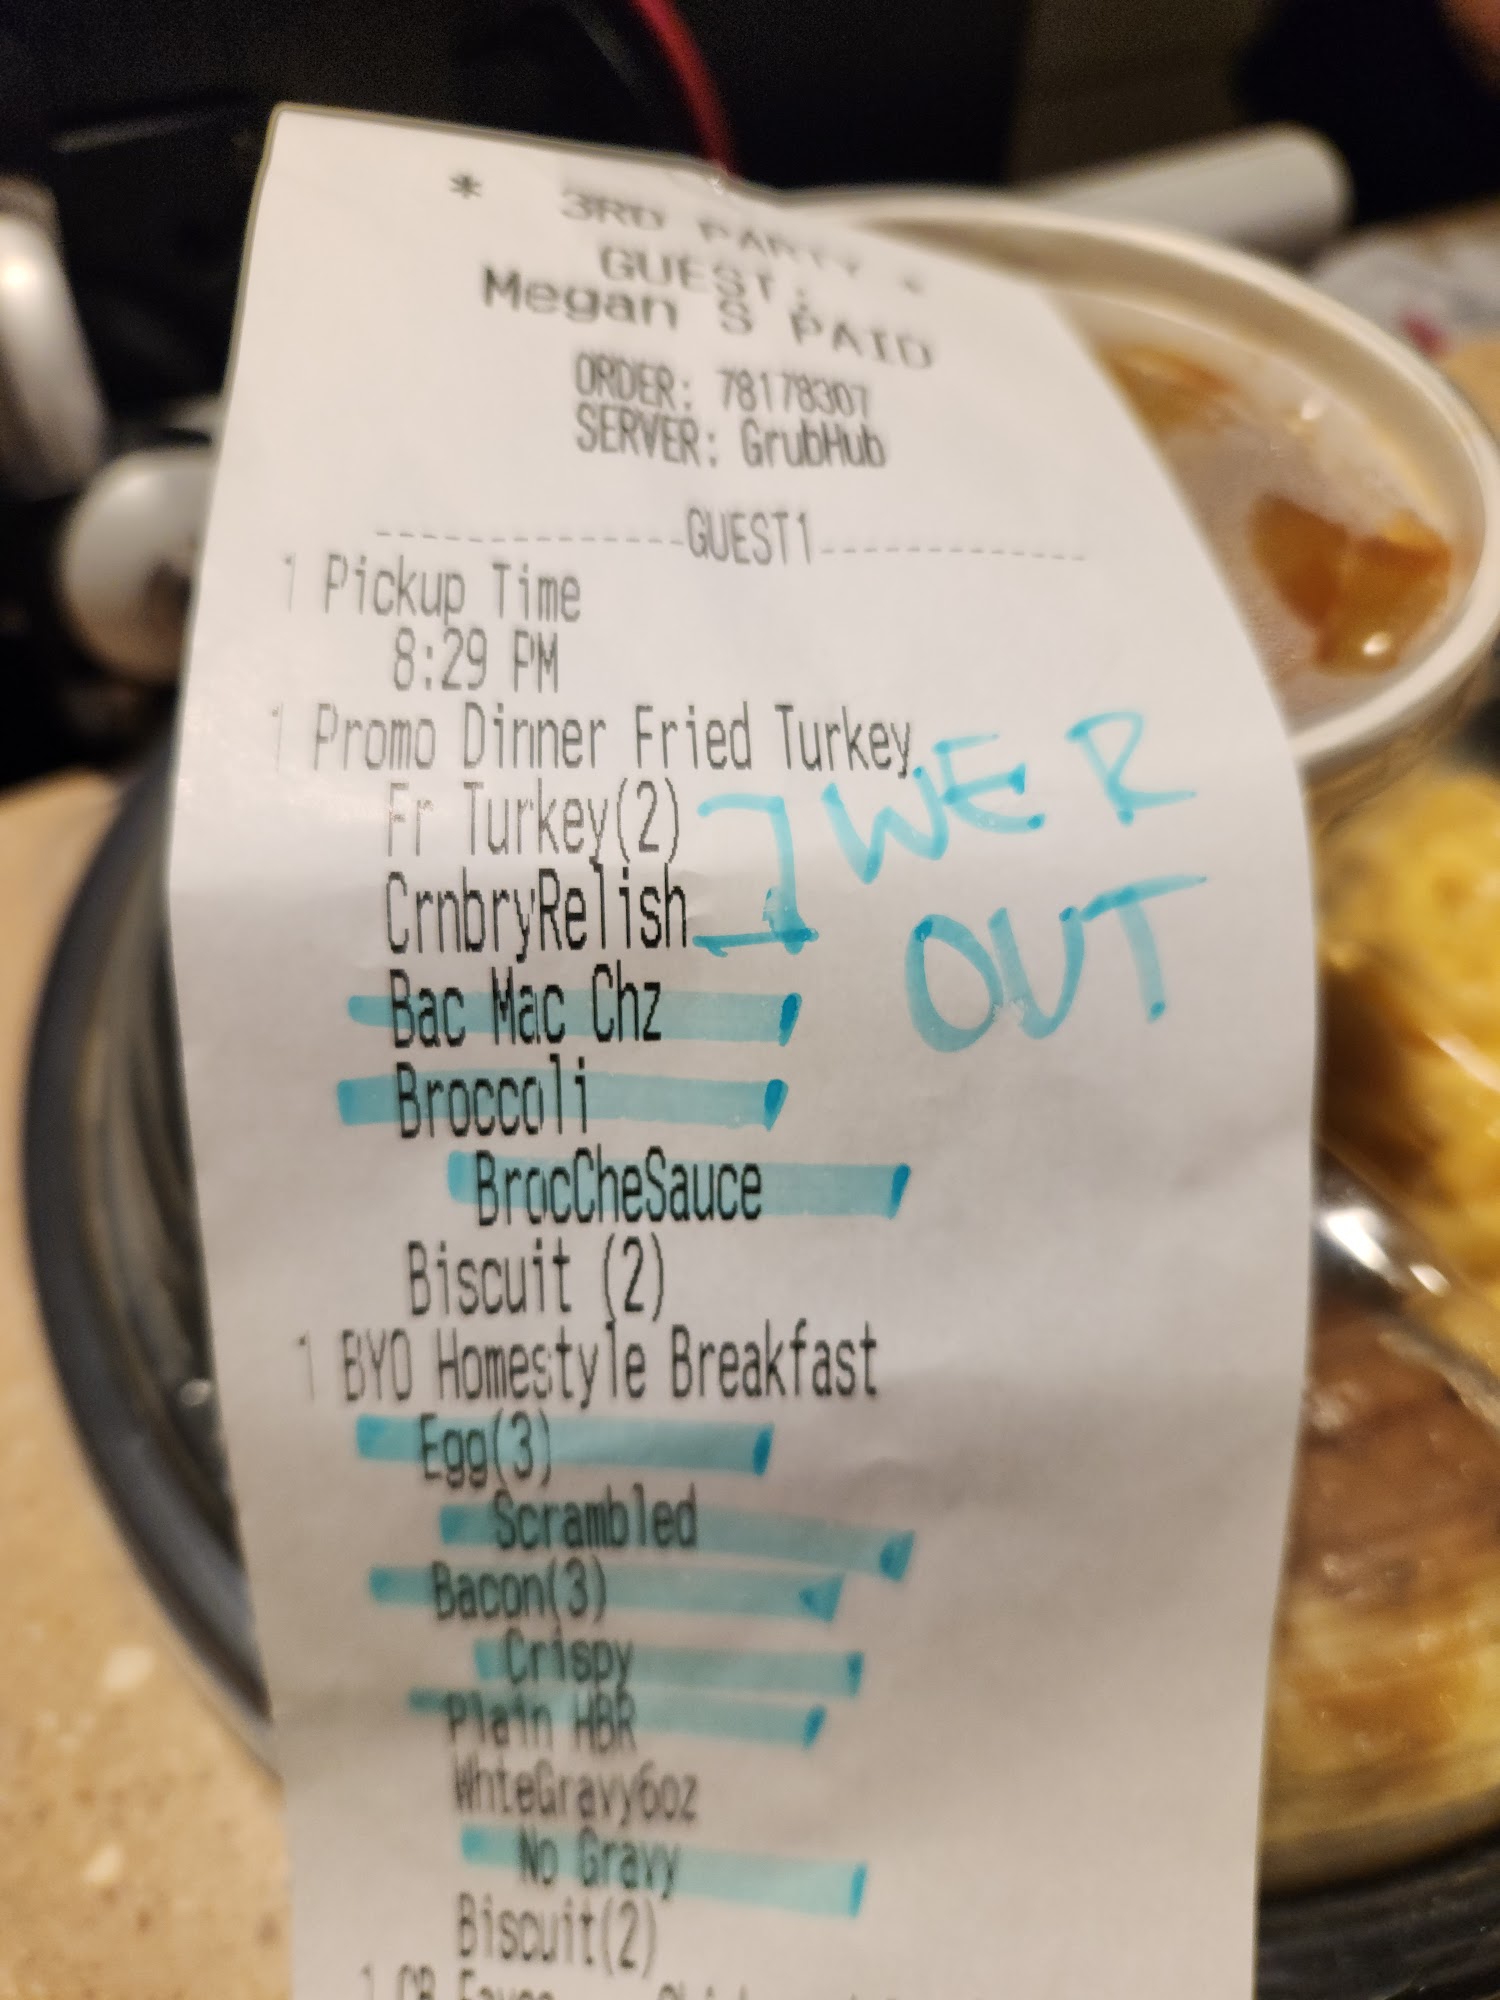 * 3RD PARTY *
GUEST:
Megan S PAID
ORDER: 78178307
SERVER: GrubHub
--------------GUEST1-------------
1 Pickup Time
8:29 PM
1 Promo Dinner Fried Turkey
Fr Turkey(2)
CrnbryRelish
WE R
OUT
Bac Mac Chz
Broccoli
BrocCheSauce
Biscuit (2)
1 BYO Homestyle Breakfast
Egg(3)
Scrambled
Bacon(3)
Crispy
Plain HBR
WhteGravy6oz
No Gravy
Biscuit(2)
1 CB